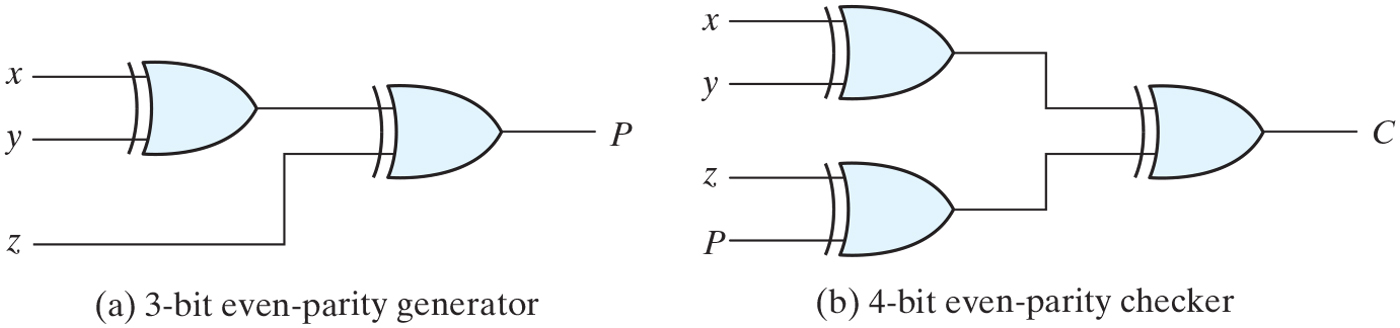 x
y
z
P
(a) 3-bit even-parity generator
x
y
z
P
C
(b) 4-bit even-parity checker